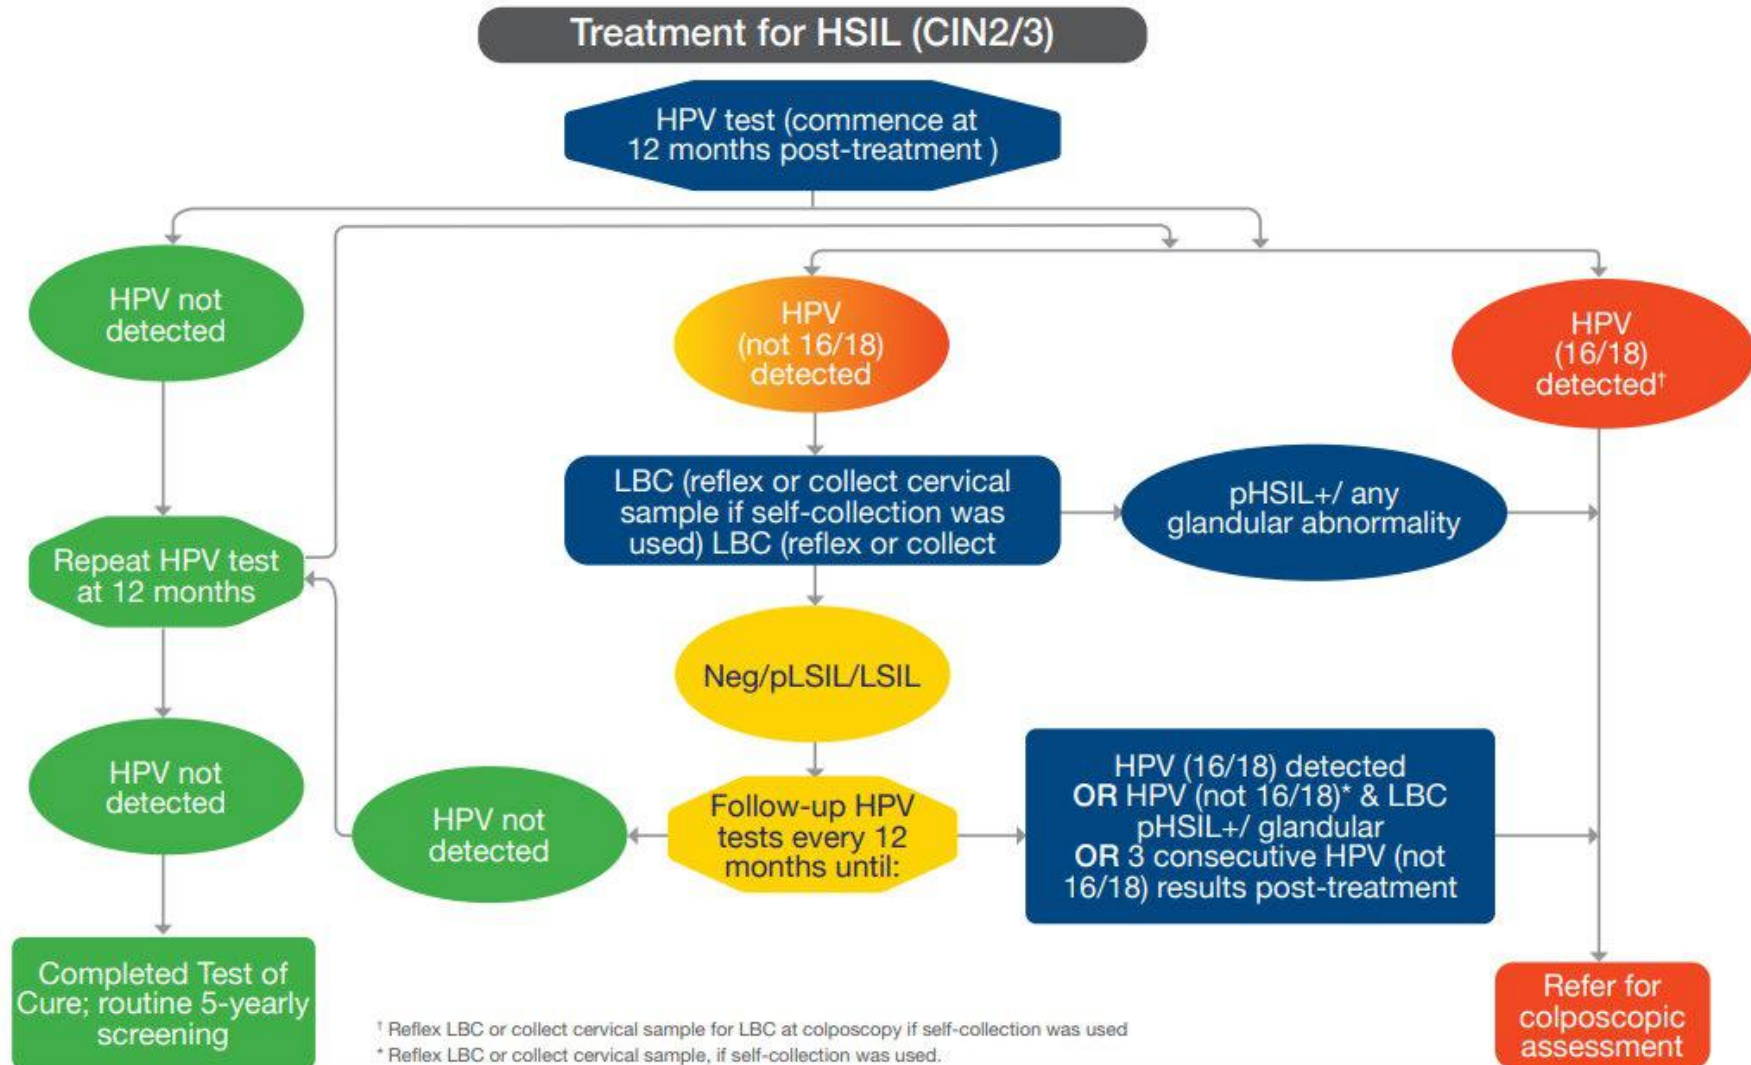 Treatment for HSIL (CIN2/3)
HPV test (commence at
12 months post-treatment )
HPV not
detected
HPV
(not 16/18)
detected
HPV
(16/18)
detected†
LBC (reflex or collect cervical
sample if self-collection was
used) LBC (reflex or collect
pHSIL+/ any
glandular abnormality
Repeat HPV test
at 12 months
Neg/pLSIL/LSIL
HPV not
detected
HPV not
detected
Follow-up HPV
tests every 12
months until:
HPV (16/18) detected
OR HPV (not 16/18)* & LBC
pHSIL+/ glandular
OR 3 consecutive HPV (not
16/18) results post-treatment
Completed Test of
Cure; routine 5-yearly
screening
Refer for
colposcopic
assessment
† Reflex LBC or collect cervical sample for LBC at colposcopy if self-collection was used
* Reflex LBC or collect cervical sample, if self-collection was used.